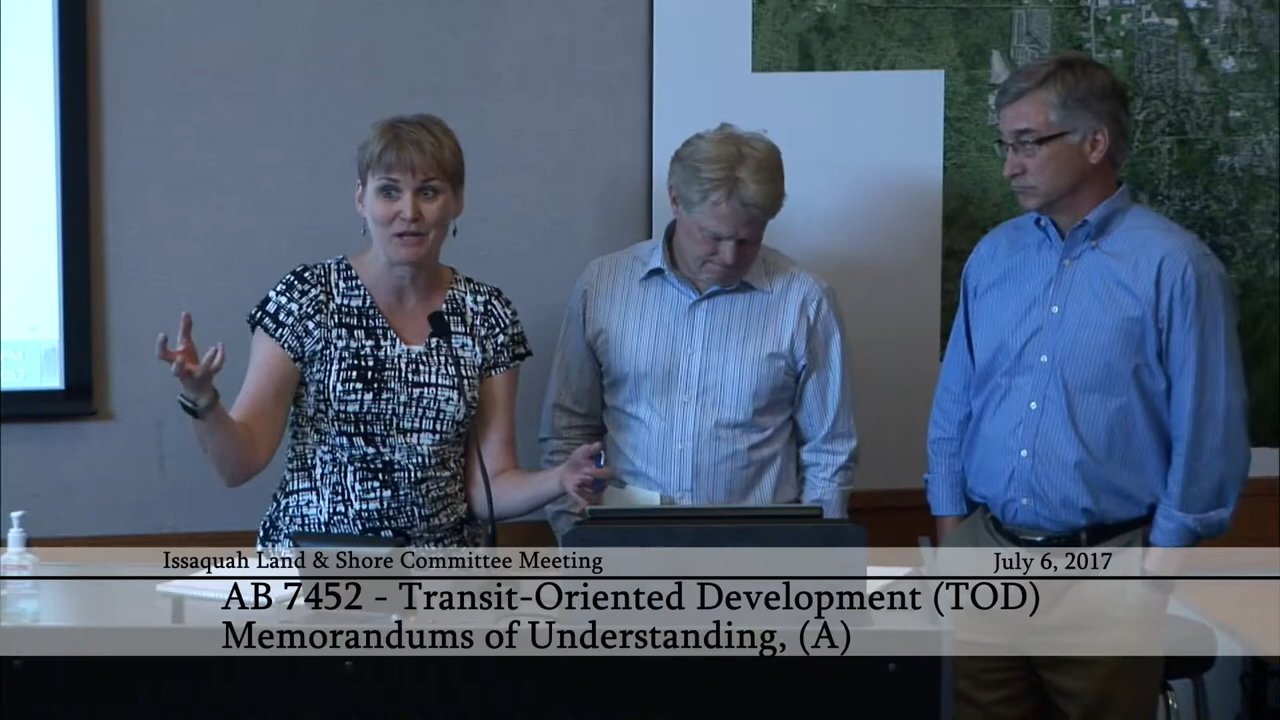 Issaquah Land & Shore Committee Meeting July 6, 2017
AB 7452 - Transit-Oriented Development (TOD)
Memorandums of Understanding, (A)